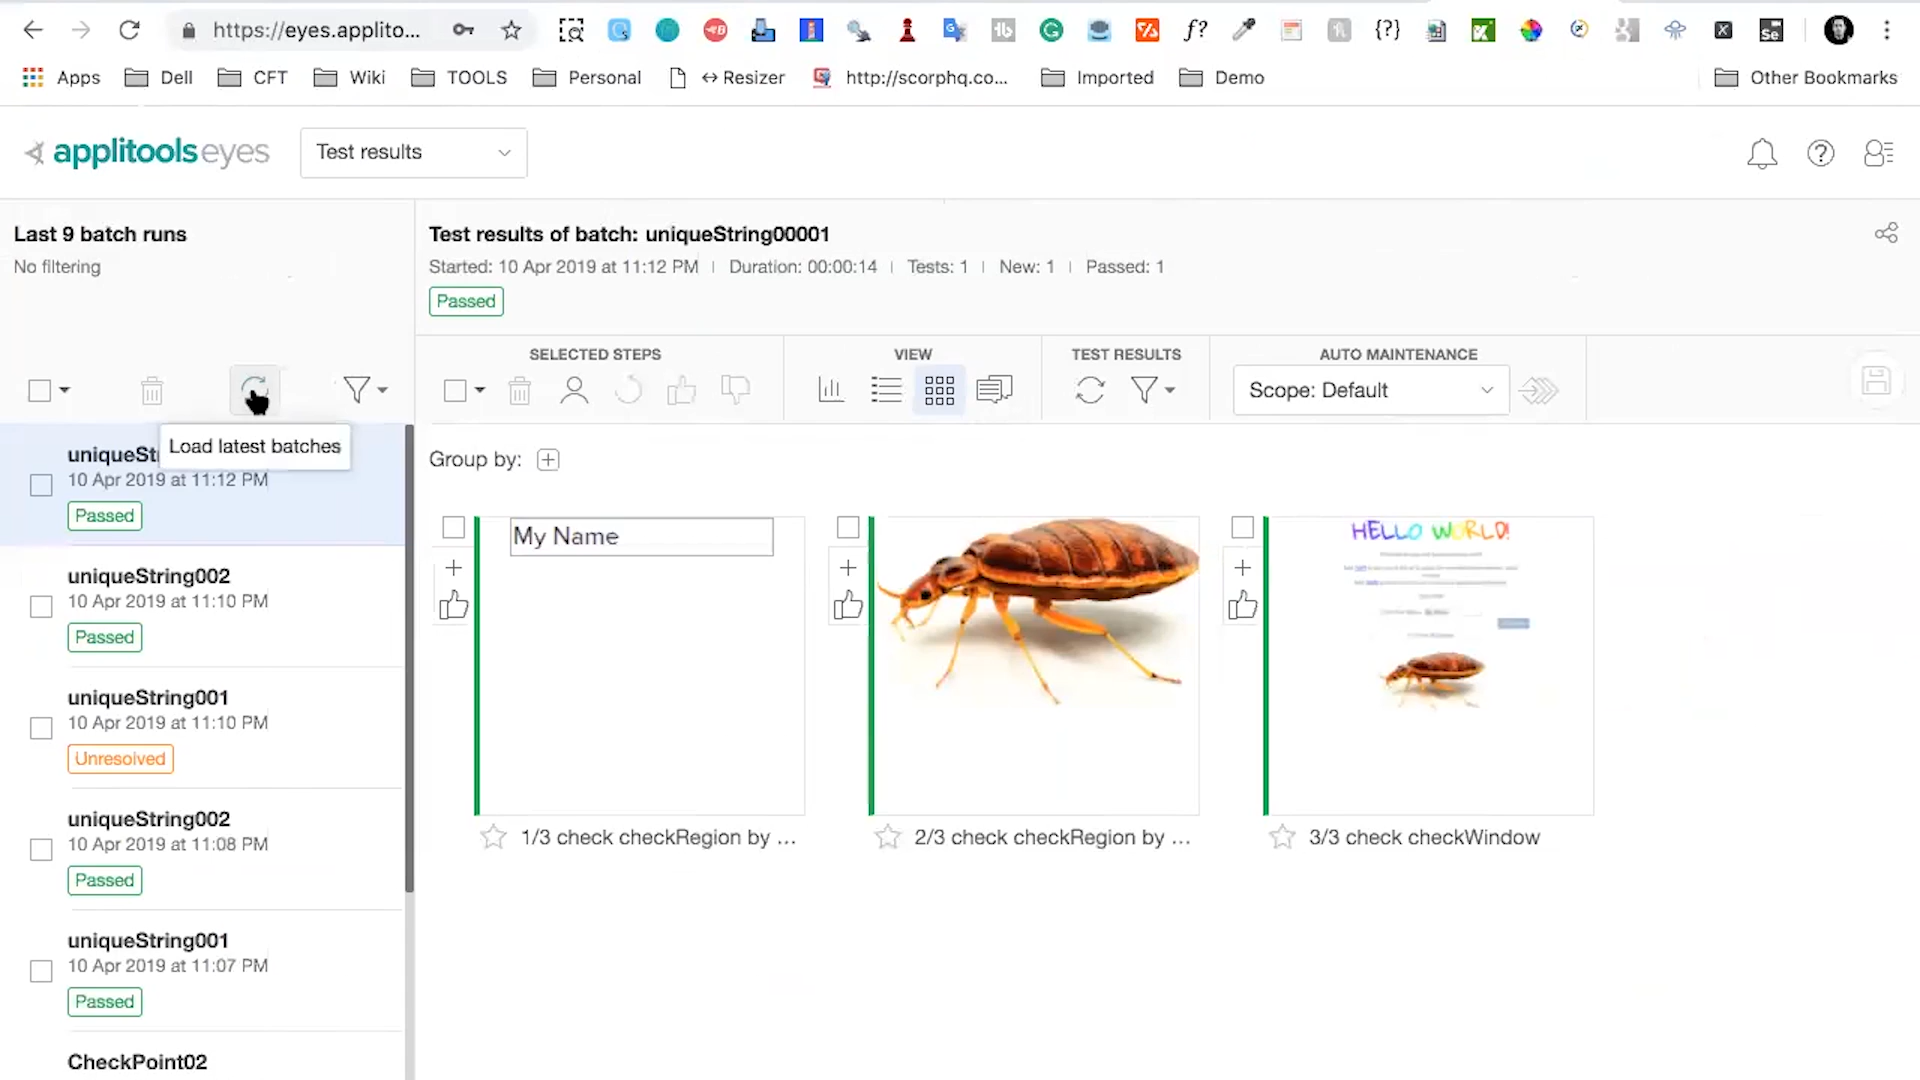 https://eyes.applito...
f?
{?}
Se
Apps
Dell
CFT
Wiki
TOOLS
Personal
Resizer
http://scorphq.co...
Imported
Demo
Other Bookmarks
applitools eyes
Test results
Last 9 batch runs
No filtering
Test results of batch: uniqueString00001
Started: 10 Apr 2019 at 11:12 PM | Duration: 00:00:14 | Tests: 1 | New: 1 | Passed: 1
Passed
SELECTED STEPS
VIEW
TEST RESULTS
AUTO MAINTENANCE
Scope: Default
Load latest batches
uniqueSt
10 Apr 2019 at 11:12 PM
Passed
uniqueString002
10 Apr 2019 at 11:10 PM
Passed
uniqueString001
10 Apr 2019 at 11:10 PM
Unresolved
uniqueString002
10 Apr 2019 at 11:08 PM
Passed
uniqueString001
10 Apr 2019 at 11:07 PM
Passed
CheckPoint02
Group by:
My Name
HELLO WORLD!
1/3 check checkRegion by ...
2/3 check checkRegion by ...
3/3 check checkWindow